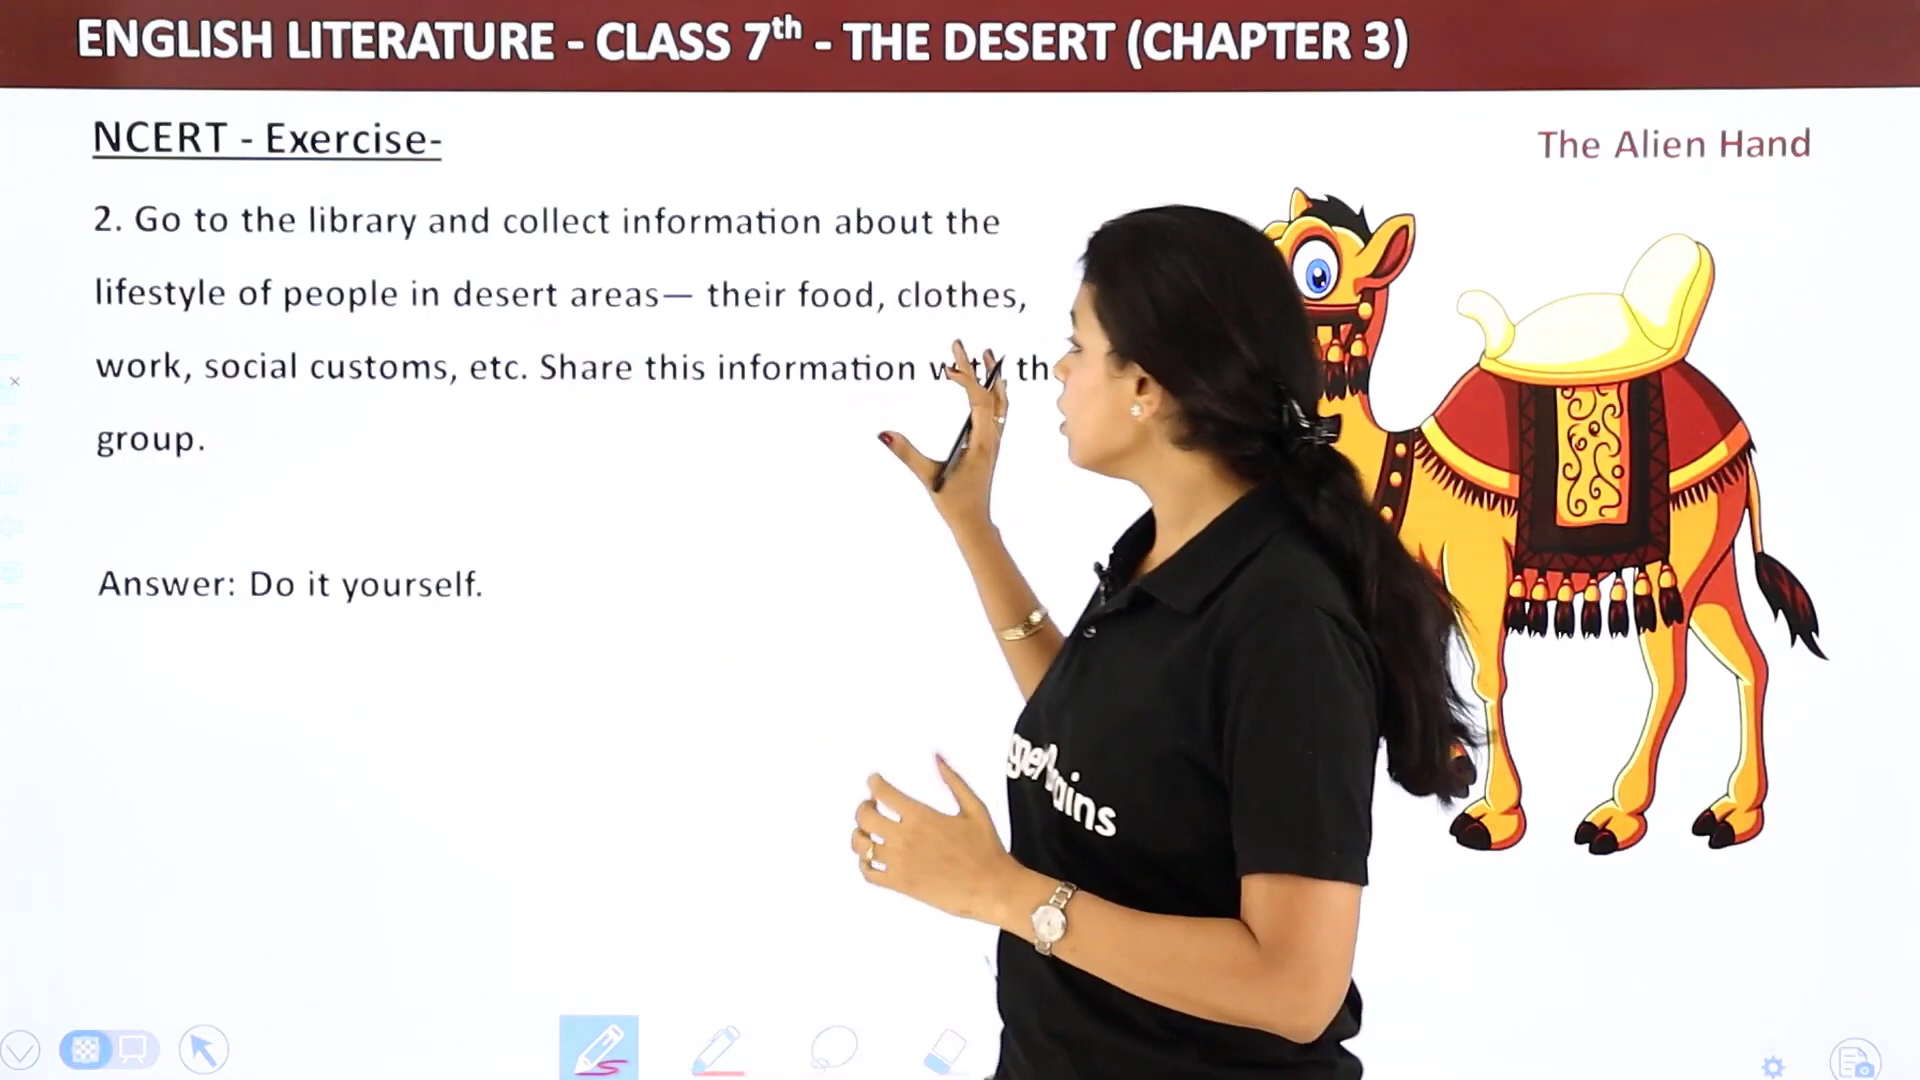 ENGLISH LITERATURE - CLASS 7th - THE DESERT (CHAPTER 3)
NCERT - Exercise-
The Alien Hand
2. Go to the library and collect information about the
lifestyle of people in desert areas— their food, clothes,
work, social customs, etc. Share this information
group.
Answer: Do it yourself.